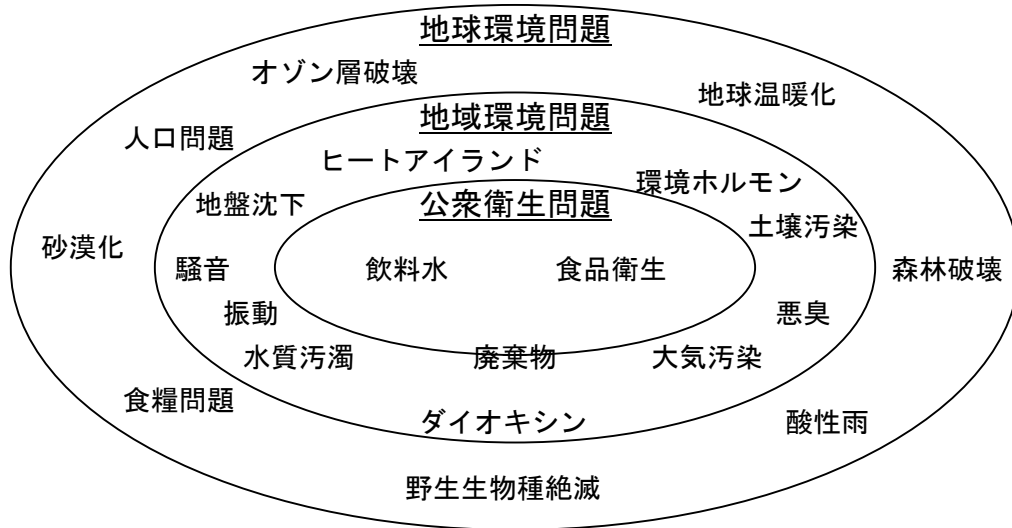 地球環境問題
オゾン層破壊
地球温暖化
地域環境問題
人口問題
ヒートアイランド
環境ホルモン
地盤沈下
公衆衛生問題
土壌汚染
砂漠化
騒音
飲料水
食品衛生
森林破壊
振動
悪臭
水質汚濁
廃棄物
大気汚染
食糧問題
ダイオキシン
酸性雨
野生生物種絶滅